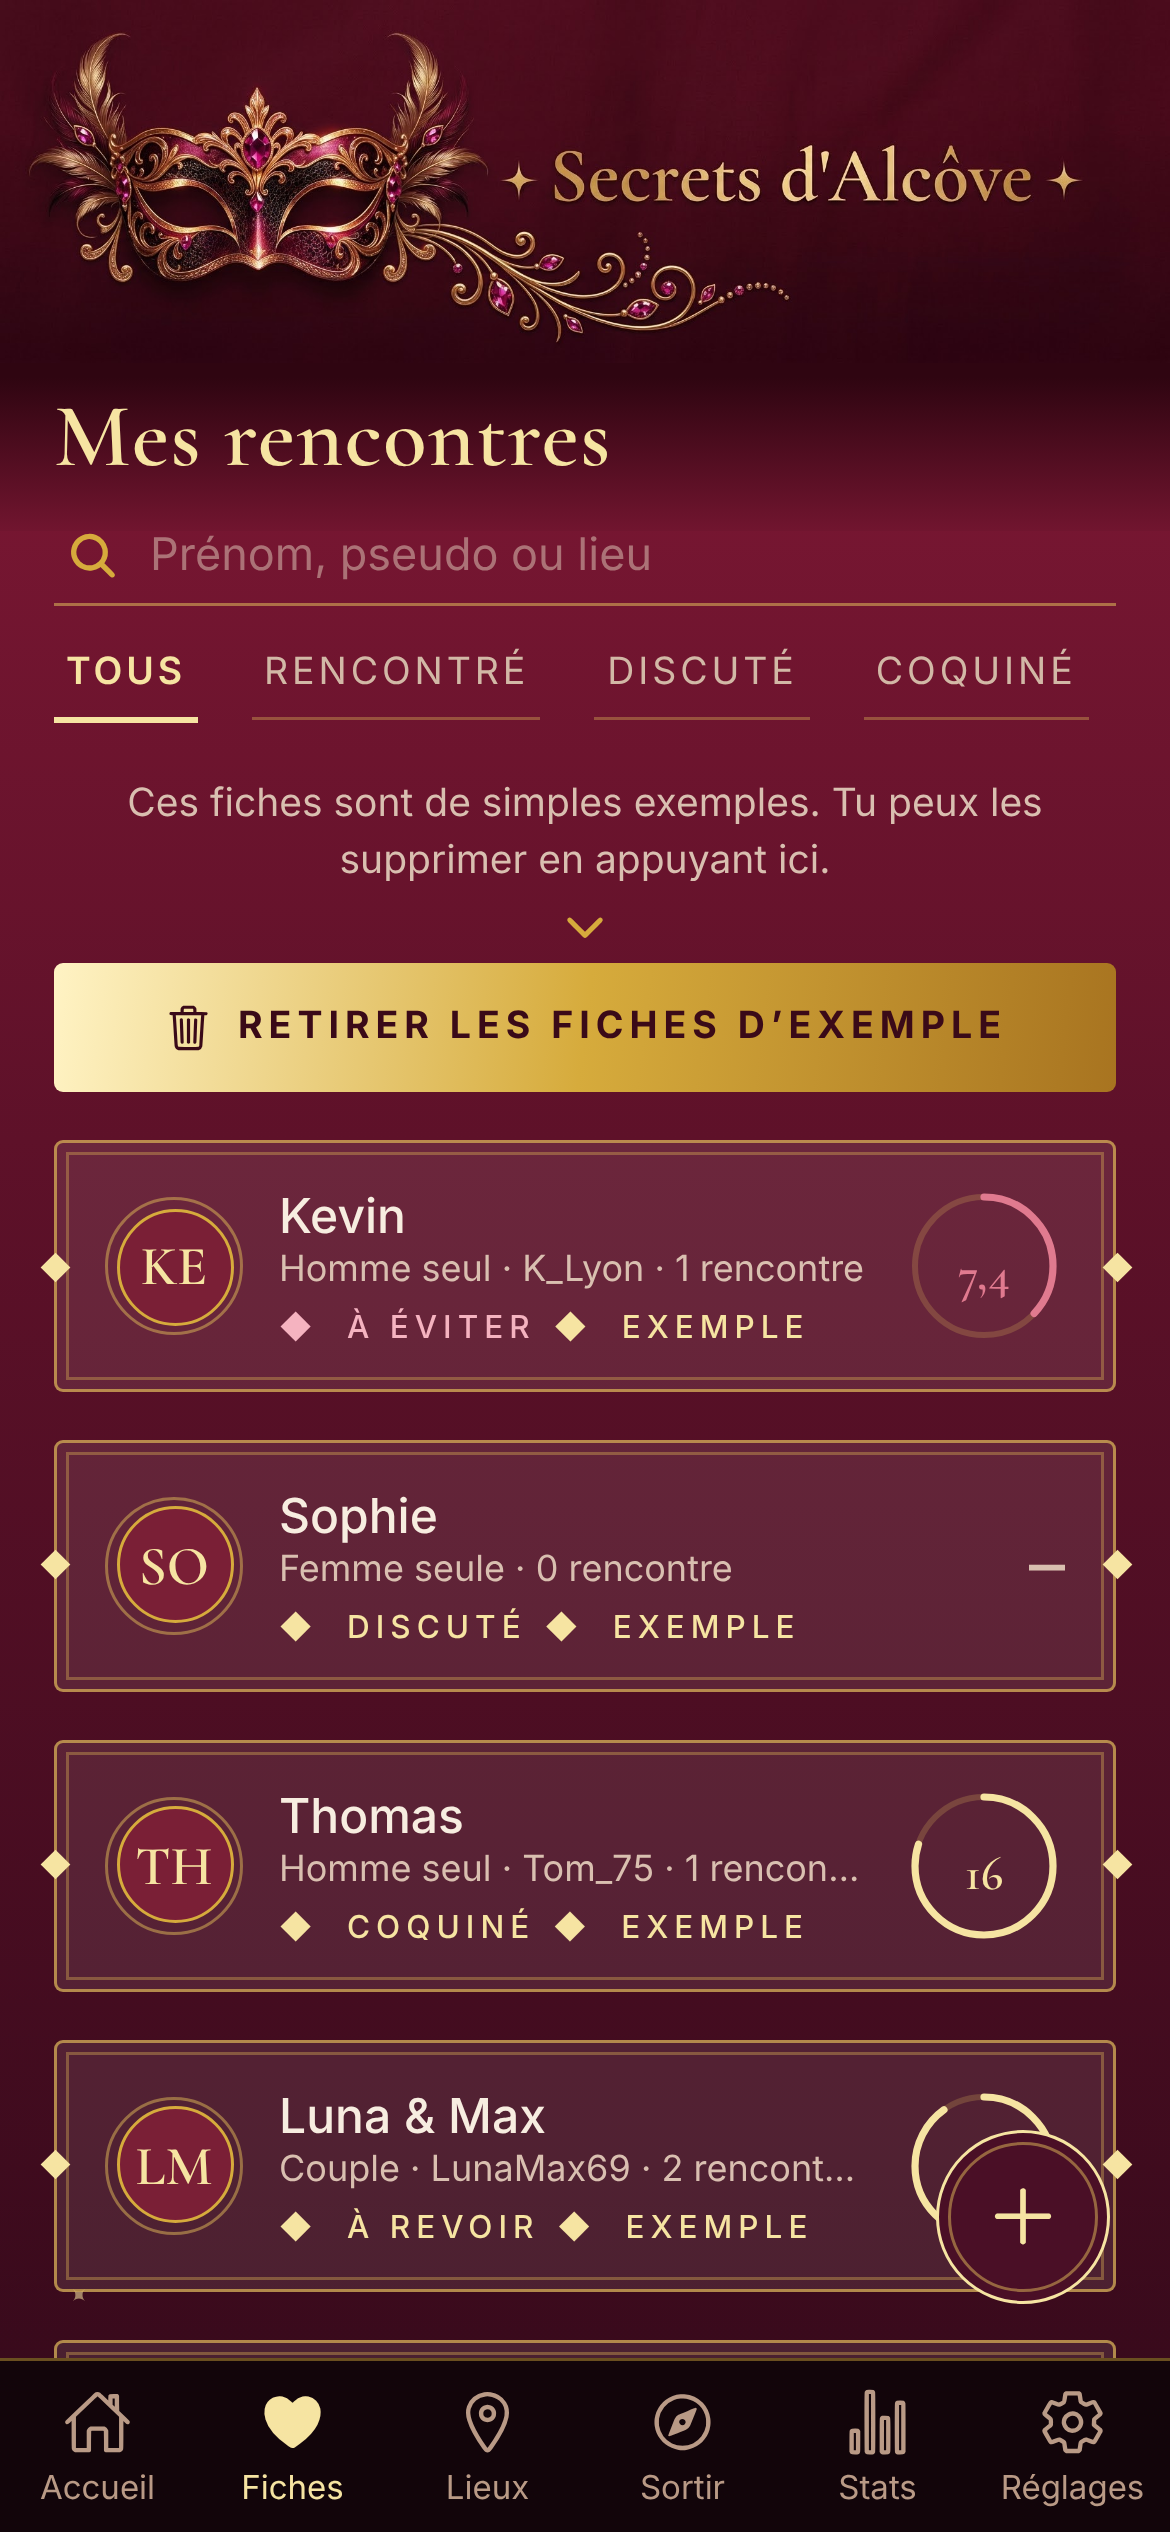 Secrets d'Alcôve
Mes rencontres
Prénom, pseudo ou lieu
TOUS RENCONTRÉ DISCUTÉ COQUINÉ
Ces fiches sont de simples exemples. Tu peux les
supprimer en appuyant ici.
RETIRER LES FICHES D’EXEMPLE
KE
Kevin
Homme seul · K_Lyon · 1 rencontre
À ÉVITER EXEMPLE
7,4
SO
Sophie
Femme seule · 0 rencontre
DISCUTÉ EXEMPLE
–
TH
Thomas
Homme seul · Tom_75 · 1 rencon...
COQUINÉ EXEMPLE
16
LM
Luna & Max
Couple · LunaMax69 · 2 rencont...
À REVOIR EXEMPLE
Accueil Fiches Lieux Sortir Stats Réglages